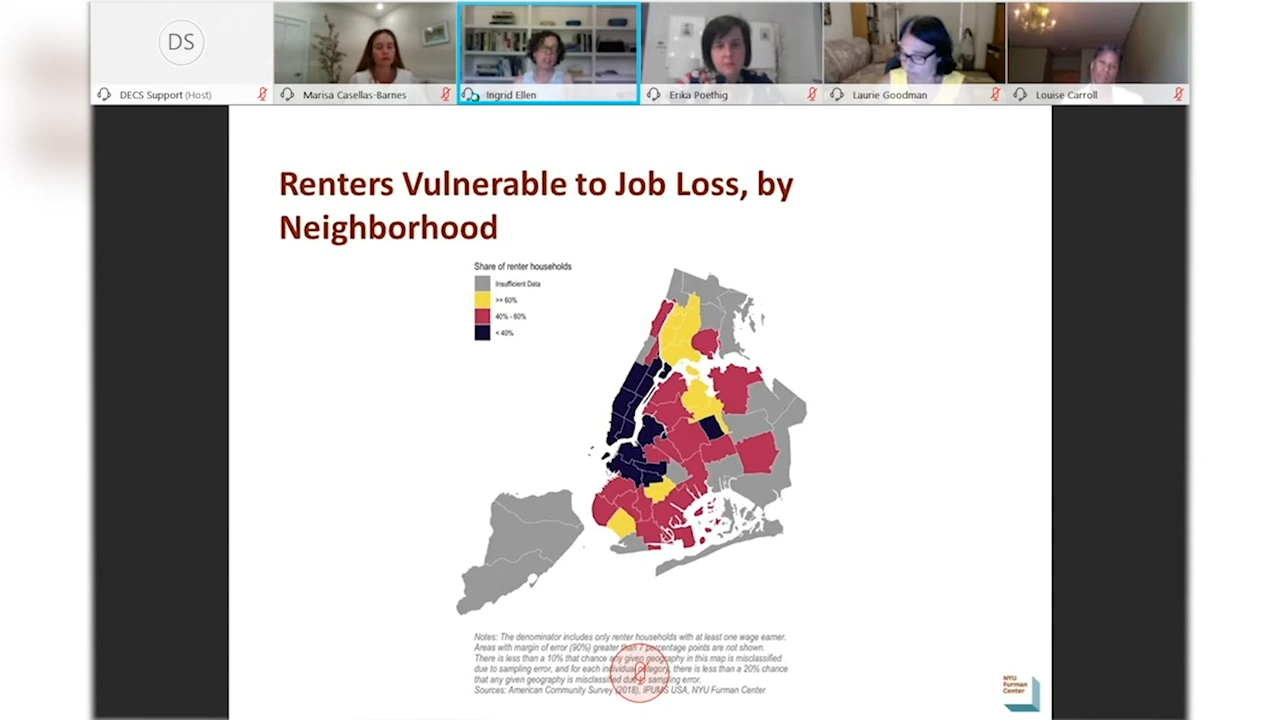 DS
DECS Support (Host)
Marisa Casellas-Barnes
Ingrid Ellen
Erika Poethig
Laurie Goodman
Louise Carroll
Renters Vulnerable to Job Loss, by
Neighborhood
Share of renter households
Insufficient Data
>= 60%
40% - 60%
< 40%
Notes: The denominator includes only renter households with at least one wage earner.
Areas with margin of error (90%) greater than 7 percentage points are not shown.
There is less than a 10% that chance any given geography in this map is misclassified
due to sampling error, and for each individual category, there is less than a 20% chance
that any given geography is misclassified due to sampling error.
Sources: American Community Survey (2018), IPUMS USA, NYU Furman Center
NYU
Furman
Center